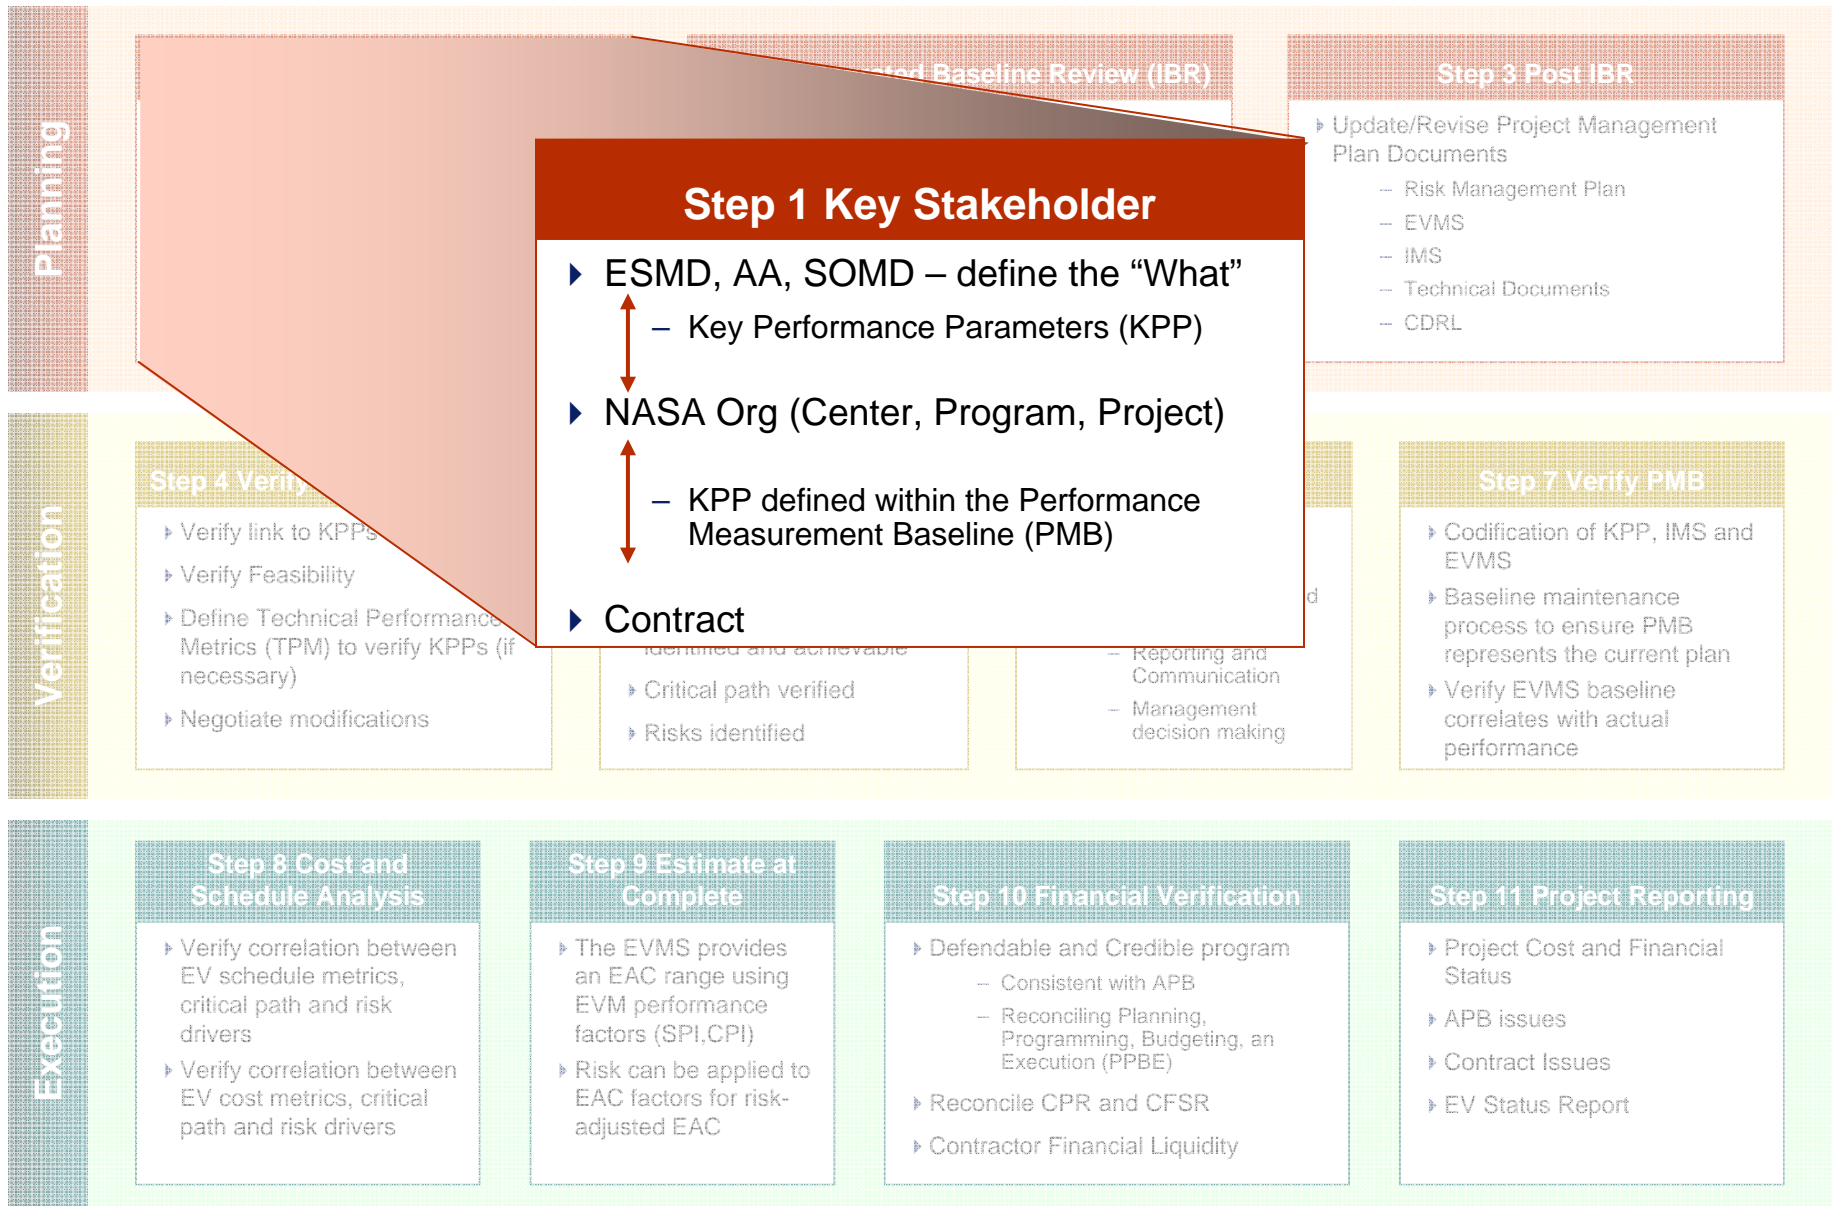 Planning
Baseline Review (IBR)
Step 3 Post IBR
Update/Revise Project Management
Plan Documents
– Risk Management Plan
– EVMS
– IMS
– Technical Documents
– CDRL
Step 1 Key Stakeholder
ESMD, AA, SOMD – define the “What”
– Key Performance Parameters (KPP)
NASA Org (Center, Program, Project)
– KPP defined within the Performance
Measurement Baseline (PMB)
Contract
Verification
Step 4 Verify
Verify link to KPPs
Verify Feasibility
Define Technical Performance
Metrics (TPM) to verify KPPs (if
necessary)
Negotiate modifications
identified and achievable
Critical path verified
Risks identified
– Reporting and
Communication
– Management
decision making
Step 7 Verify PMB
Codification of KPP, IMS and
EVMS
Baseline maintenance
process to ensure PMB
represents the current plan
Verify EVMS baseline
correlates with actual
performance
Execution
Step 8 Cost and
Schedule Analysis
Verify correlation between
EV schedule metrics,
critical path and risk
drivers
Verify correlation between
EV cost metrics, critical
path and risk drivers
Step 9 Estimate at
Complete
The EVMS provides
an EAC range using
EVM performance
factors (SPI,CPI)
Risk can be applied to
EAC factors for risk-
adjusted EAC
Step 10 Financial Verification
Defendable and Credible program
– Consistent with APB
– Reconciling Planning,
Programming, Budgeting, an
Execution (PPBE)
Reconcile CPR and CFSR
Contractor Financial Liquidity
Step 11 Project Reporting
Project Cost and Financial
Status
APB issues
Contract Issues
EV Status Report